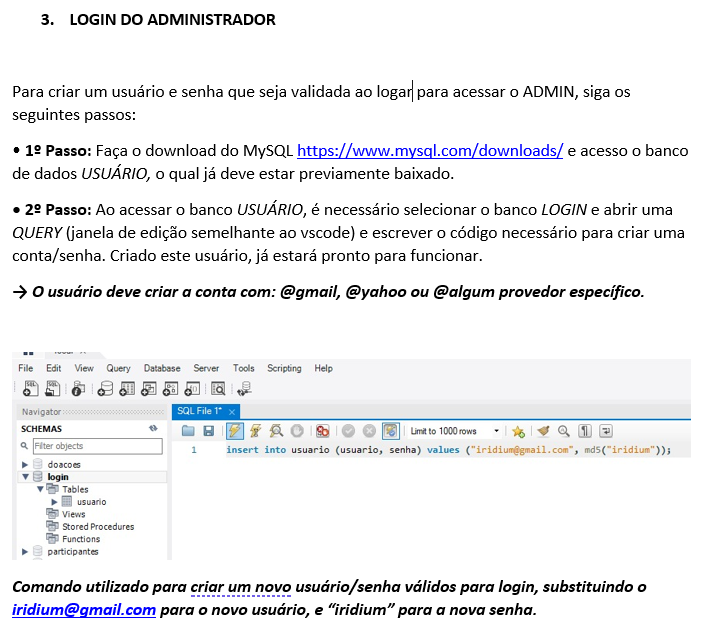 3. LOGIN DO ADMINISTRADOR
Para criar um usuário e senha que seja validada ao logar para acessar o ADMIN, siga os
seguintes passos:
• 1º Passo: Faça o download do MySQL https://www.mysql.com/downloads/ e acesso o banco
de dados USUÁRIO, o qual já deve estar previamente baixado.
• 2º Passo: Ao acessar o banco USUÁRIO, é necessário selecionar o banco LOGIN e abrir uma
QUERY (janela de edição semelhante ao vscode) e escrever o código necessário para criar uma
conta/senha. Criado este usuário, já estará pronto para funcionar.
→ O usuário deve criar a conta com: @gmail, @yahoo ou @algum provedor específico.
File Edit View Query Database Server Tools Scripting Help
Navigator
SQL File 1*
SCHEMAS
Limit to 1000 rows
Filter objects
1 insert into usuario (usuario, senha) values ("iridium@gmail.com", md5("iridium"));
doacoes
login
Tables
usuario
Views
Stored Procedures
Functions
participantes
Comando utilizado para criar um novo usuário/senha válidos para login, substituindo o
iridium@gmail.com para o novo usuário, e “iridium” para a nova senha.